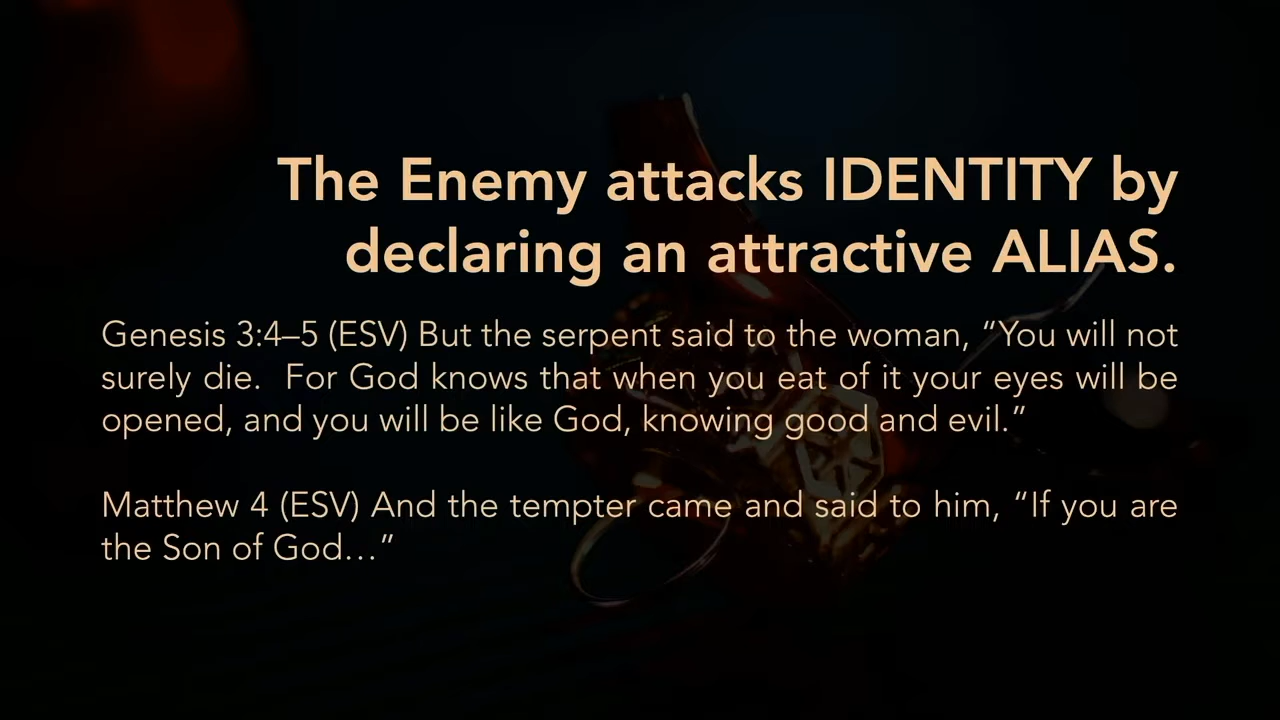 The Enemy attacks IDENTITY by
declaring an attractive ALIAS.
Genesis 3:4–5 (ESV) But the serpent said to the woman, “You will not
surely die.  For God knows that when you eat of it your eyes will be
opened, and you will be like God, knowing good and evil.”
Matthew 4 (ESV) And the tempter came and said to him, “If you are
the Son of God…”